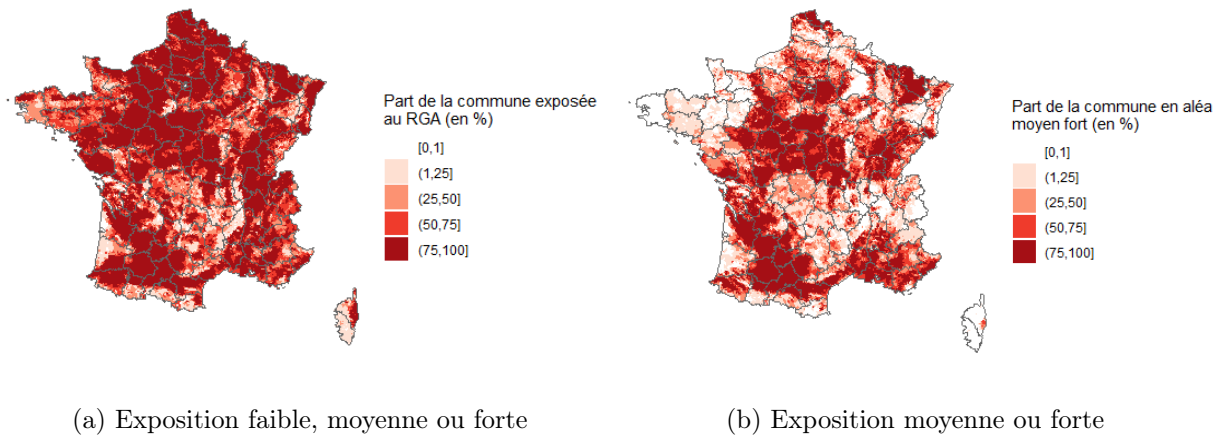 Part de la commune exposée
au RGA (en %)
[0,1]
(1,25]
(25,50]
(50,75]
(75,100]
Part de la commune en aléa
moyen fort (en %)
[0,1]
(1,25]
(25,50]
(50,75]
(75,100]
(a) Exposition faible, moyenne ou forte
(b) Exposition moyenne ou forte